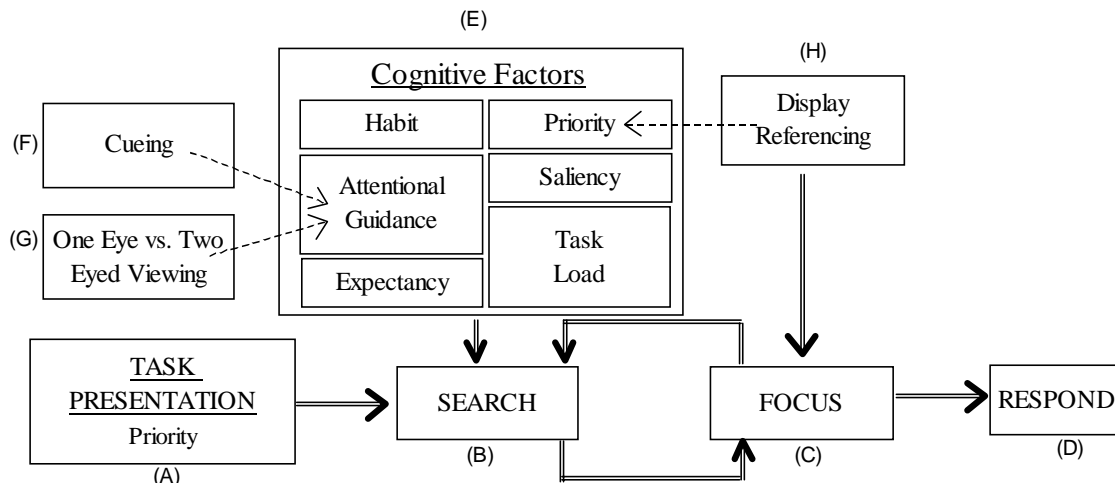 (E)
(H)
Cognitive Factors
Habit
Priority
Display
Referencing
(F)
Cueing
Attentional
Guidance
Saliency
(G)
One Eye vs. Two
Eyed Viewing
Task
Load
Expectancy
TASK
PRESENTATION
Priority
(A)
SEARCH
(B)
FOCUS
(C)
RESPOND
(D)